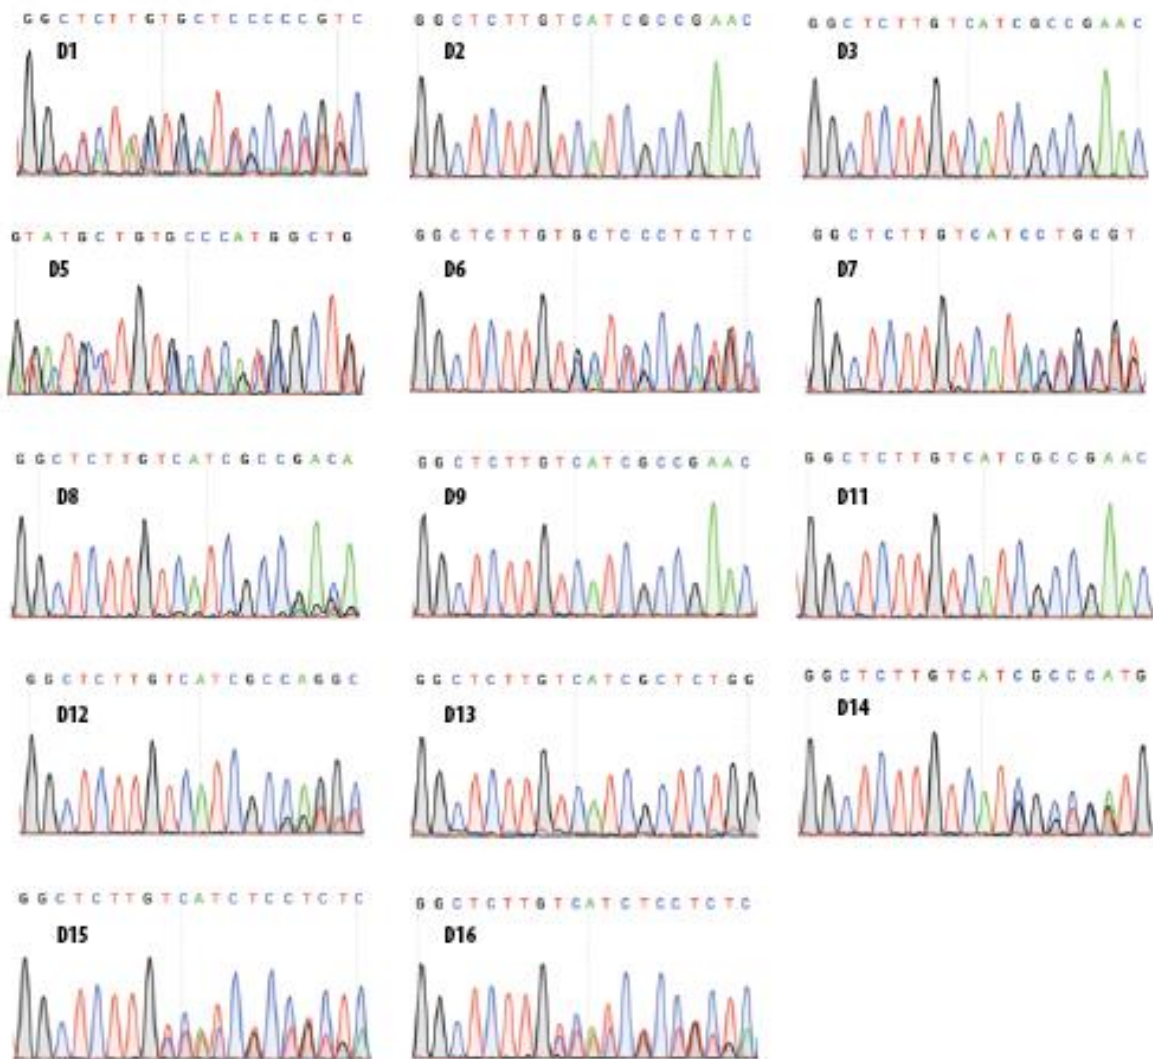 G G C T C T T G T G C T C C C C C G T C
D1
G G C T C T T G T C A T C G C C G A A C
D2
G G C T C T T G T C A T C G C C G A A C
D3
G T A T G C T G T G C C C A T G G C T G
D5
G G C T C T T G T G C T C C C T C T T C
D6
G G C T C T T G T C A T C C T G C G T
D7
G G C T C T T G T C A T C G C C G A C A
D8
G G C T C T T G T C A T C G C C G A A C
D9
G G C T C T T G T C A T C G C C G A A C
D11
G G C T C T T G T C A T C G C C A G G C
D12
G G C T C T T G T C A T C G C T C T G G
D13
G G C T C T T G T C A T C G C C C A T G
D14
G G C T C T T G T C A T C T C C T C T C
D15
G G C T C T T G T C A T C T C C T C T C
D16